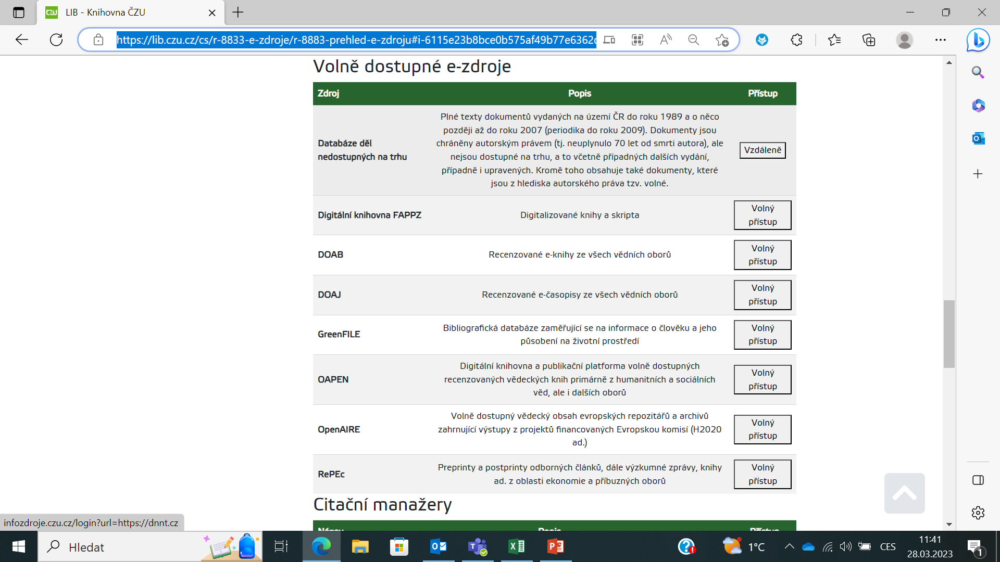 LIB - Knihovna ČZU
https://lib.czu.cz/cs/r-8833-e-zdroje/r-8883-prehled-e-zdroju#i-6115e23b8bce0b575af49b77e6362c
Volně dostupné e-zdroje
Zdroj Popis Přístup
Databáze děl
nedostupných na trhu
Plné texty dokumentů vydaných na území ČR do roku 1989 a o něco
později až do roku 2007 (periodika do roku 2009). Dokumenty jsou
chráněny autorským právem (tj. neuplynulo 70 let od smrti autora), ale
nejsou dostupné na trhu, a to včetně případných dalších vydání,
případně i upravených. Kromě toho obsahuje také dokumenty, které
jsou z hlediska autorského práva tzv. volné.
Vzdáleně
Digitální knihovna FAPPZ
Digitalizované knihy a skripta
Volný
přístup
DOAB
Recenzované e-knihy ze všech vědních oborů
Volný
přístup
DOAJ
Recenzované e-časopisy ze všech vědních oborů
Volný
přístup
GreenFILE
Bibliografická databáze zaměřující se na informace o člověku a jeho
působení na životní prostředí
Volný
přístup
OAPEN
Digitální knihovna a publikační platforma volně dostupných
recenzovaných vědeckých knih primárně z humanitních a sociálních
věd, ale i dalších oborů
Volný
přístup
OpenAIRE
Volně dostupný vědecký obsah evropských repozitářů a archivů
zahrnující výstupy z projektů financovaných Evropskou komisí (H2020
ad.)
Volný
přístup
RePEc
Preprinty a postprinty odborných článků, dále výzkumné zprávy, knihy
ad. z oblasti ekonomie a příbuzných oborů
Volný
přístup
Citační manažery
Název Popis Přístup
infozdroje.czu.cz/login?url=https://dnnt.cz
Hledat
1°C
CES
11:41
28.03.2023
1